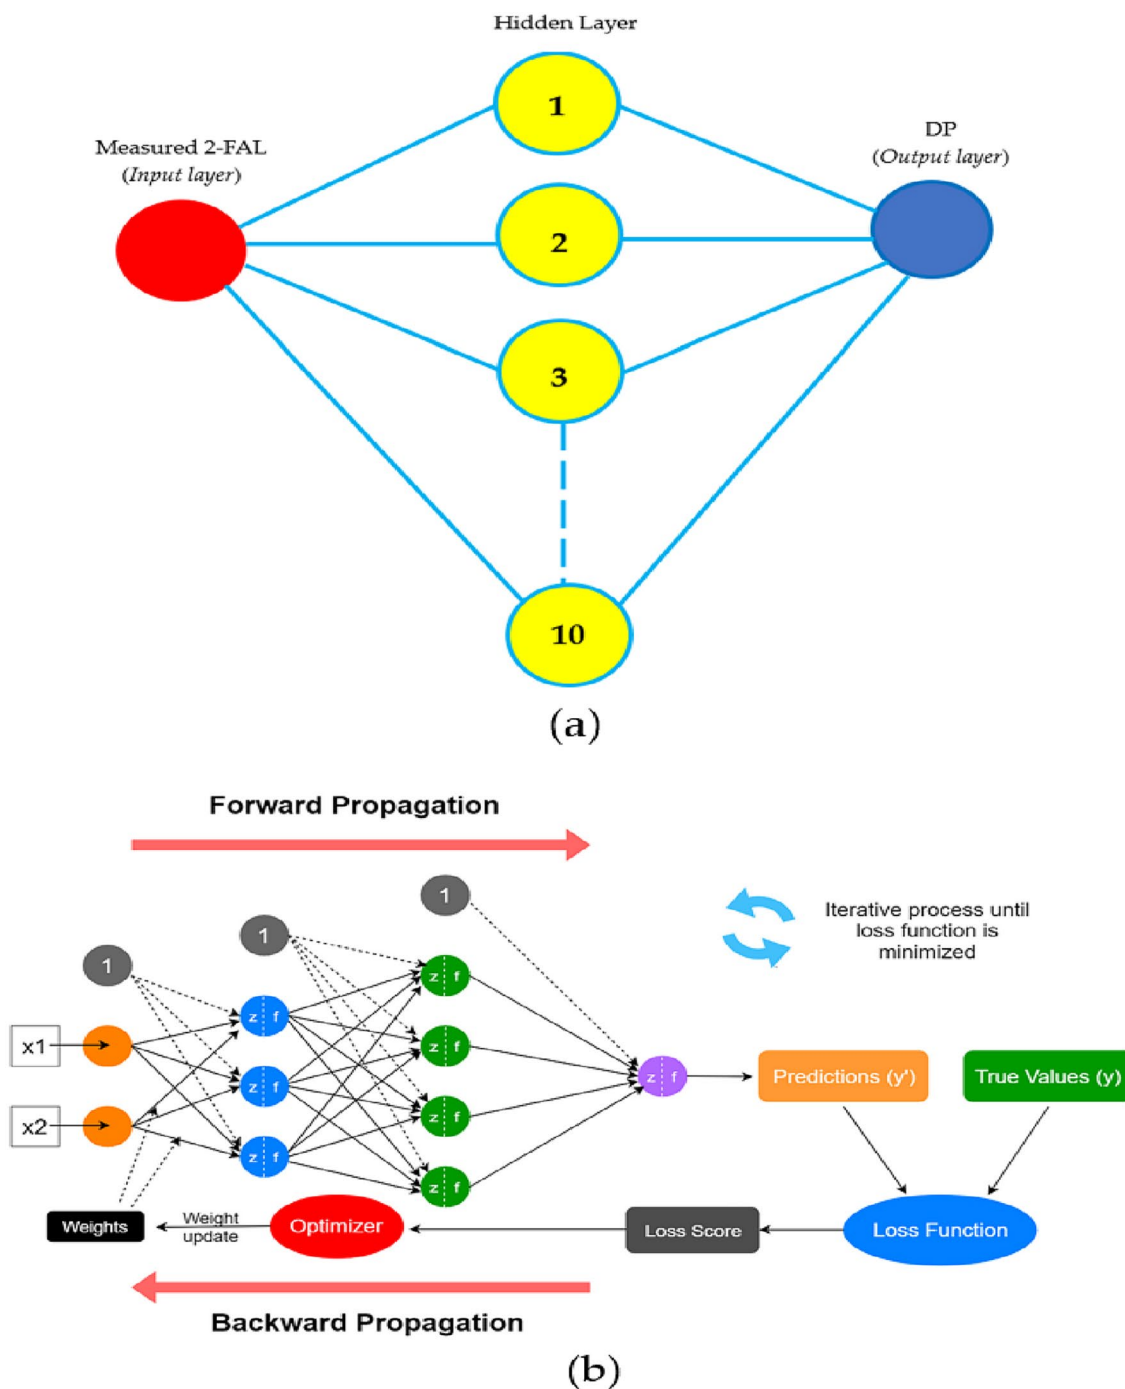 Hidden Layer
1
Measured 2-FAL
(Input layer)
DP
(Output layer)
2
3
10
(a)
Forward Propagation
1
1
1
Iterative process until
loss function is
minimized
z f
z f
x1
z f
z f
z f
Predictions (y')
True Values (y)
x2
z f
z f
z f
Weights
Weight
update
Optimizer
Loss Score
Loss Function
Backward Propagation
(b)